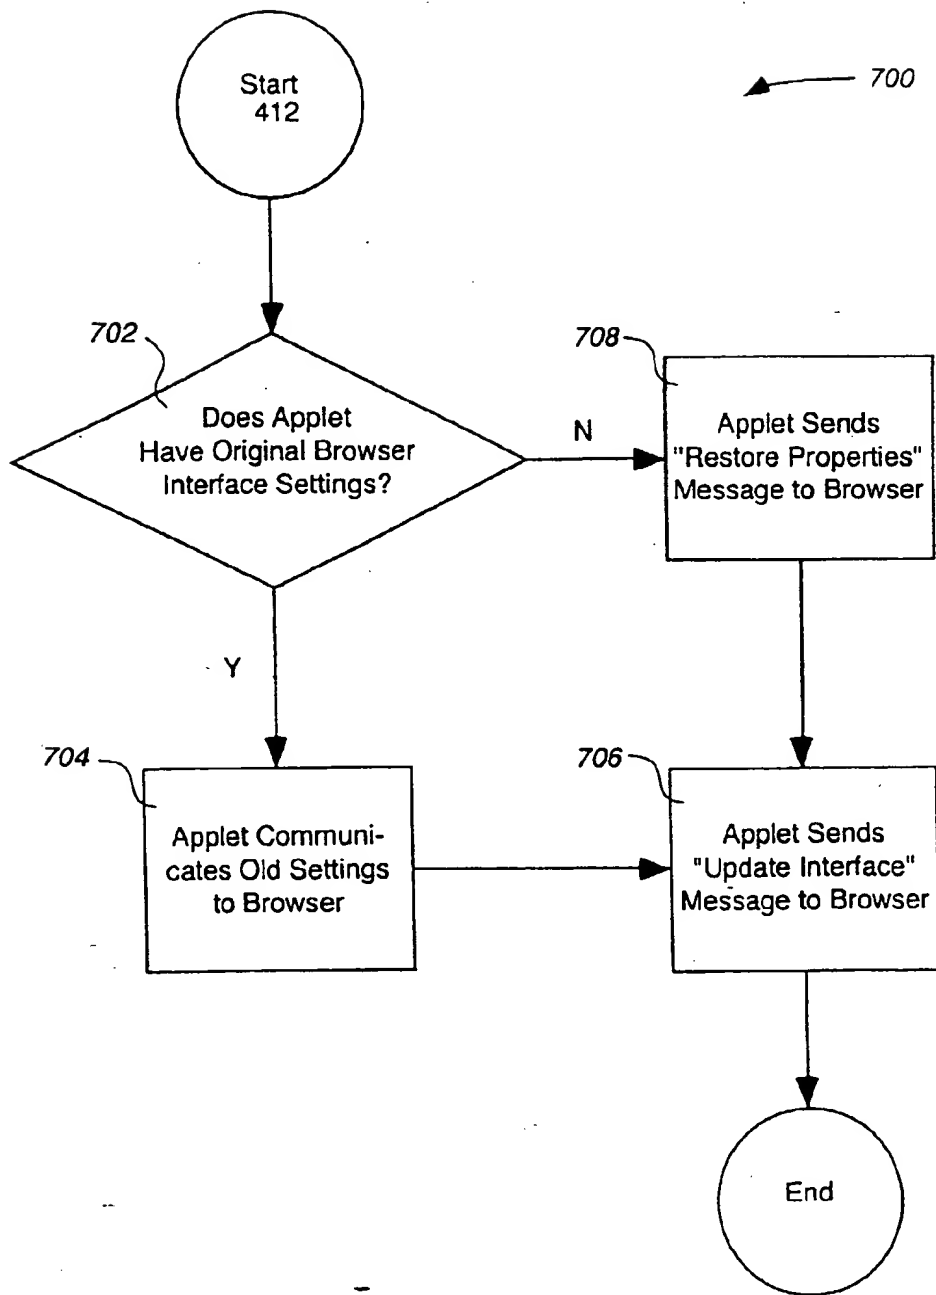 Start
412
700
702
Does Applet
Have Original Browser
Interface Settings?
N
708
Applet Sends
"Restore Properties"
Message to Browser
Y
704
Applet Communi-
cates Old Settings
to Browser
706
Applet Sends
"Update Interface"
Message to Browser
End